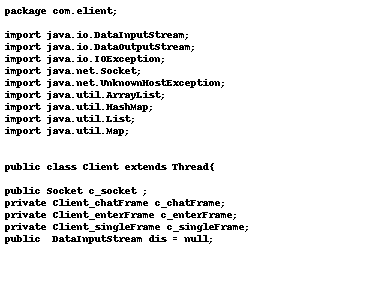 package com.elient;
import java.io.DataInputStream;
import java.io.DataOutputStream;
import java.io.IOException;
import java.net.Socket;
import java.net.UnknownHostException;
import java.util.ArrayList;
import java.util.HashMap;
import java.util.List;
import java.util.Map;
public class Client extends Thread{
public Socket c_socket ;
private Client_chatFrame c_chatFrame;
private Client_enterFrame c_enterFrame;
private Client_singleFrame c_singleFrame;
public  DataInputStream dis = null;